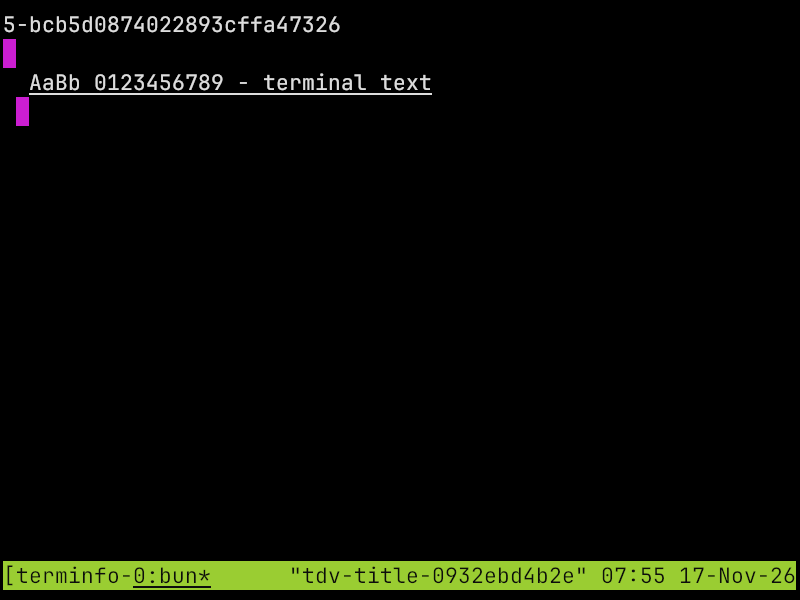 5-bcb5d0874022893cffa47326
AaBb 0123456789 - terminal text
[terminfo-0:bun* "tdv-title-0932ebd4b2e" 07:55 17-Nov-26